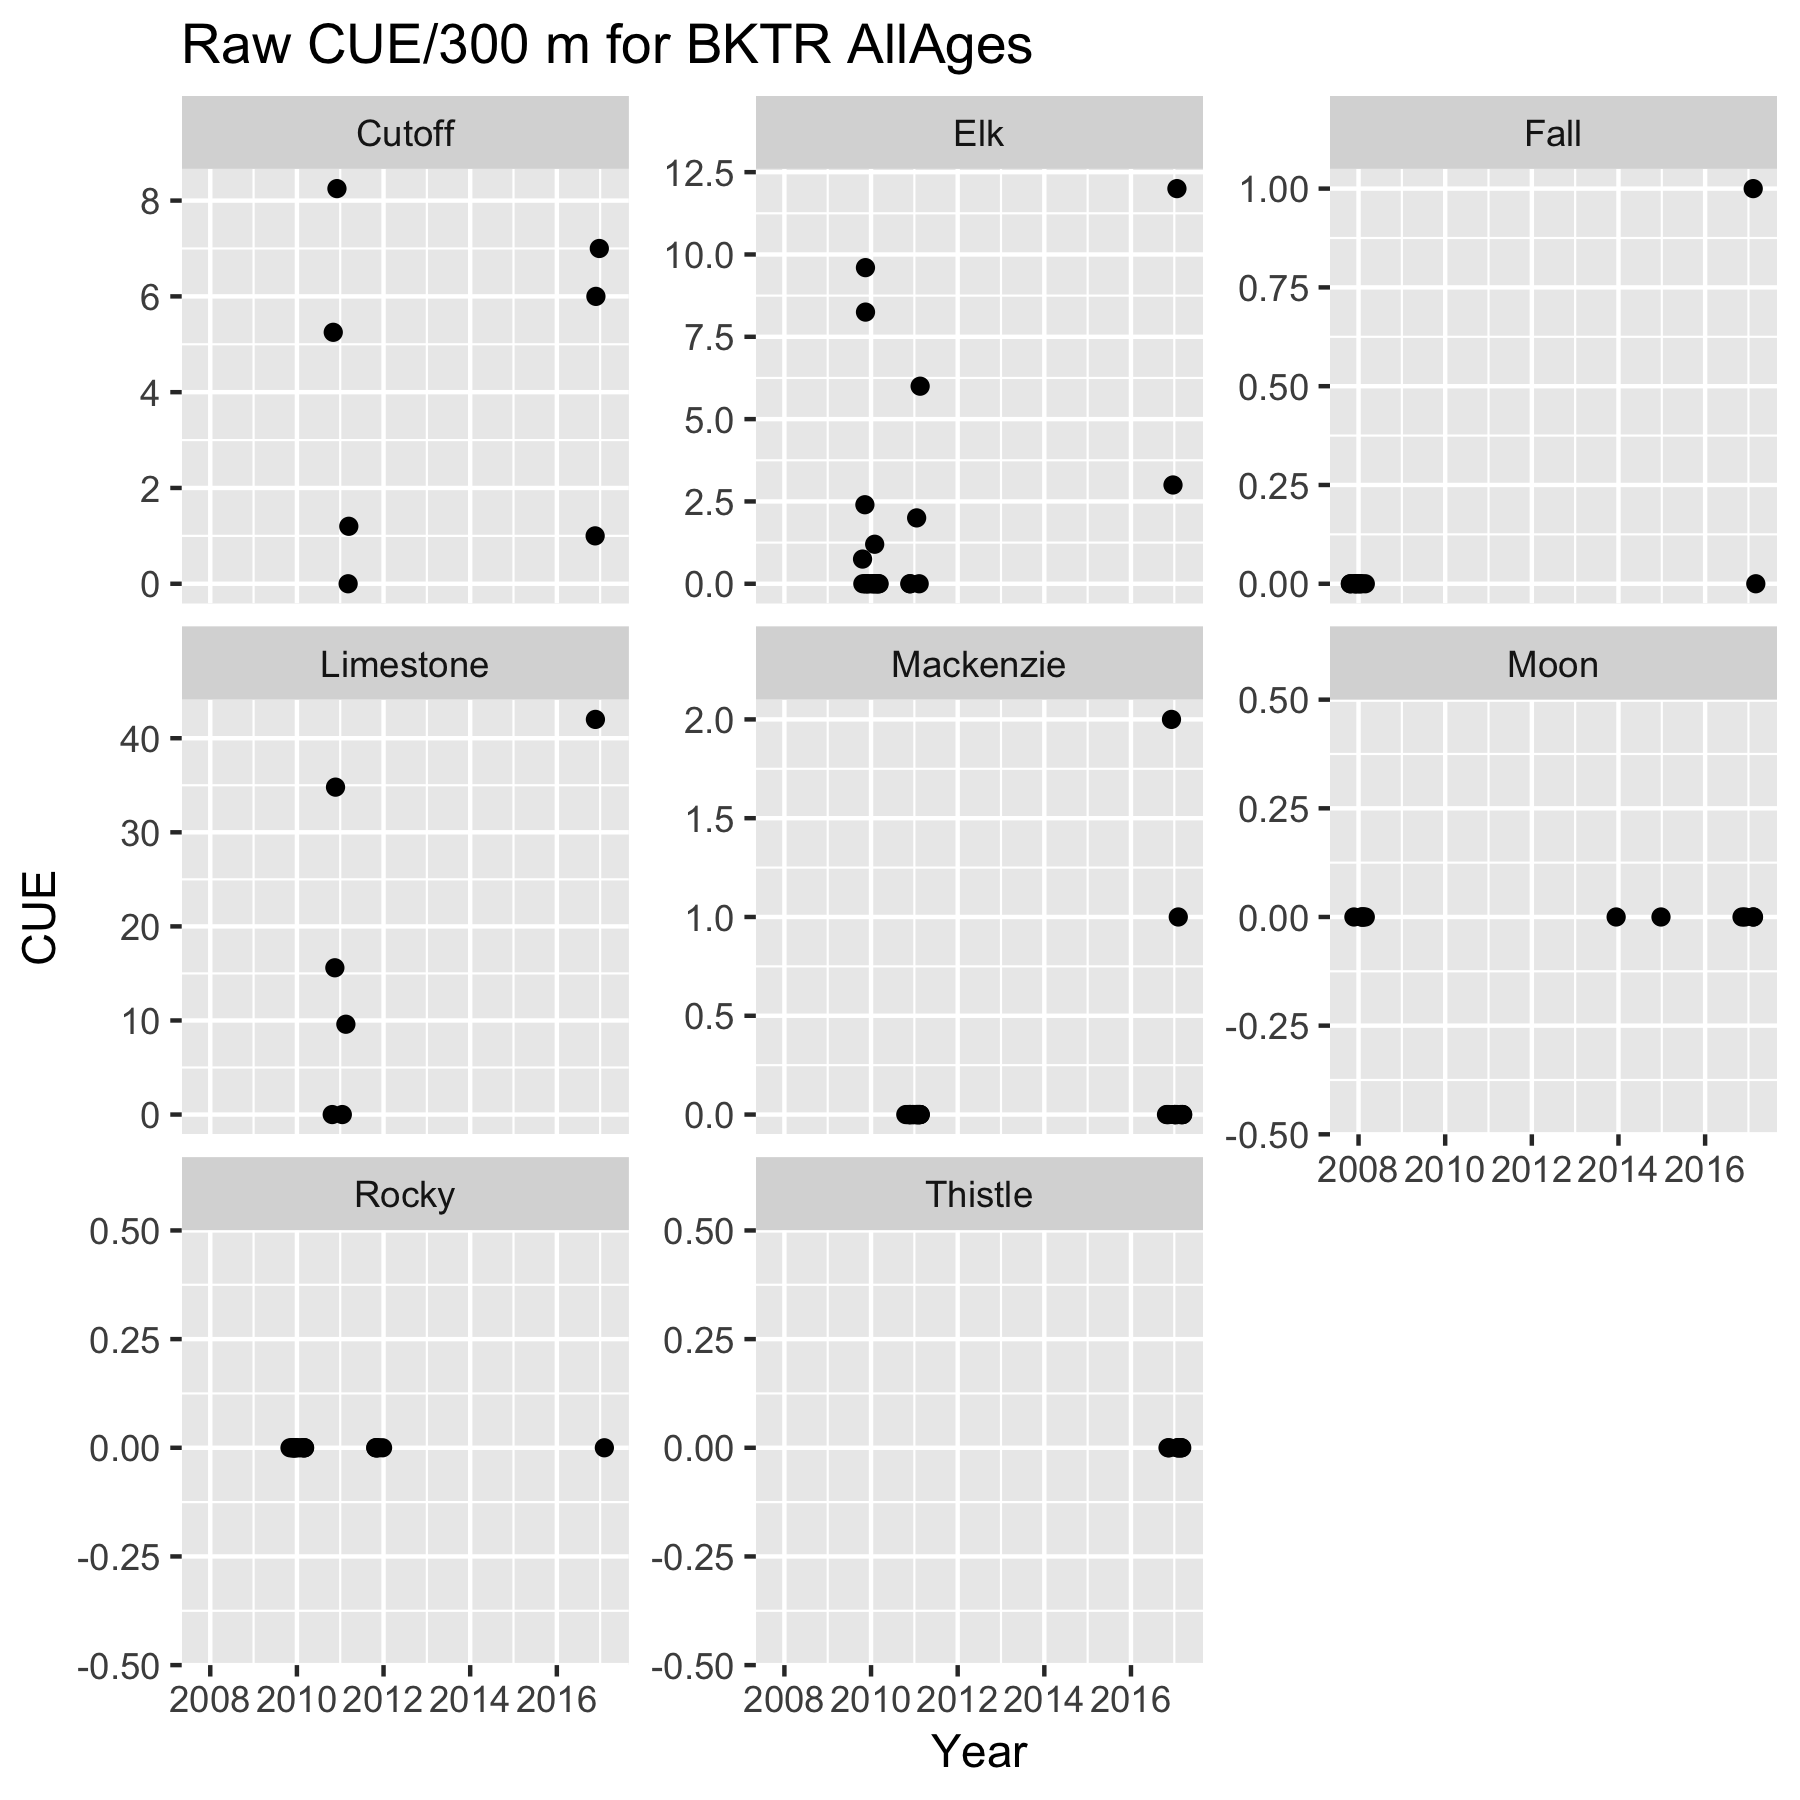 Raw CUE/300 m for BKTR AllAges
Cutoff
8
6
4
2
0
Elk
12.5
10.0
7.5
5.0
2.5
0.0
Fall
1.00
0.75
0.50
0.25
0.00
Limestone
40
30
20
10
0
Mackenzie
2.0
1.5
1.0
0.5
0.0
Moon
0.50
0.25
0.00
-0.25
-0.50
2008 2010 2012 2014 2016
Rocky
0.50
0.25
0.00
-0.25
-0.50
2008 2010 2012 2014 2016
Thistle
0.50
0.25
0.00
-0.25
-0.50
2008 2010 2012 2014 2016
CUE
Year